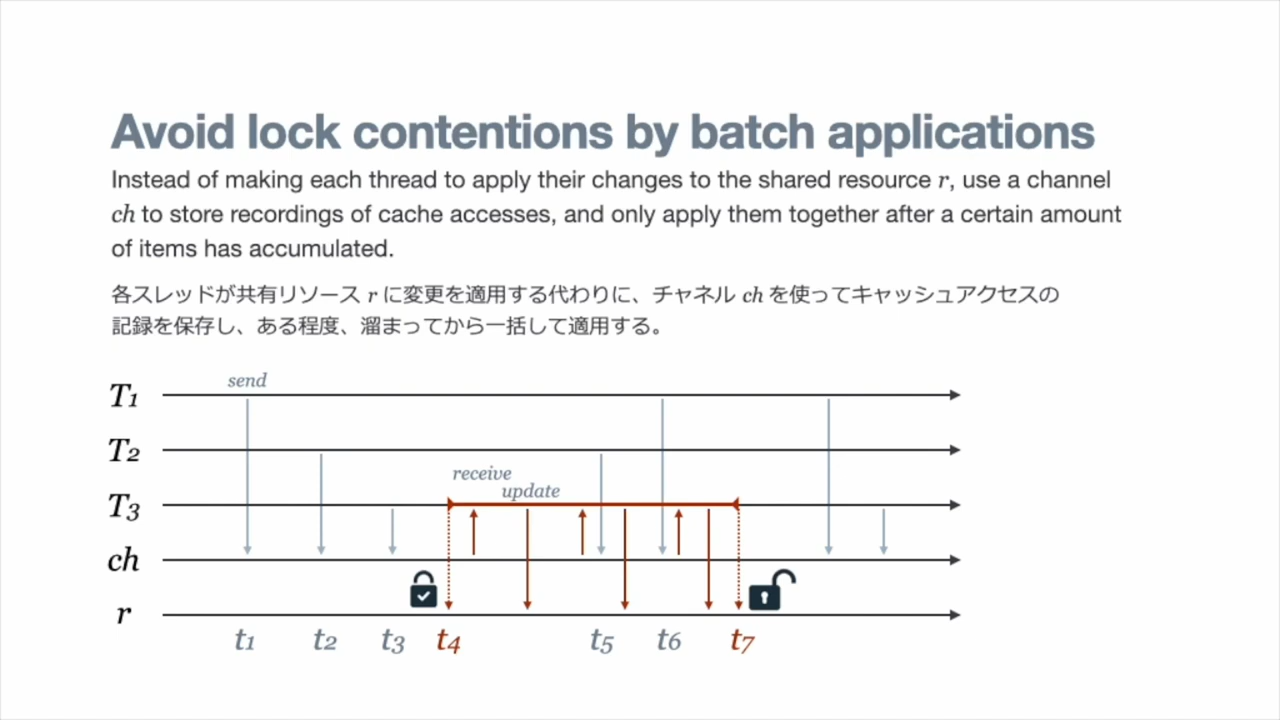 Avoid lock contentions by batch applications
Instead of making each thread to apply their changes to the shared resource r, use a channel
ch to store recordings of cache accesses, and only apply them together after a certain amount
of items has accumulated.
各スレッドが共有リソース r に変更を適用する代わりに、チャネル ch を使ってキャッシュアクセスの
記録を保存し、ある程度、溜まってから一括して適用する。
send
T1
T2
receive
update
T3
ch
r
t1 t2 t3 t4 t5 t6 t7